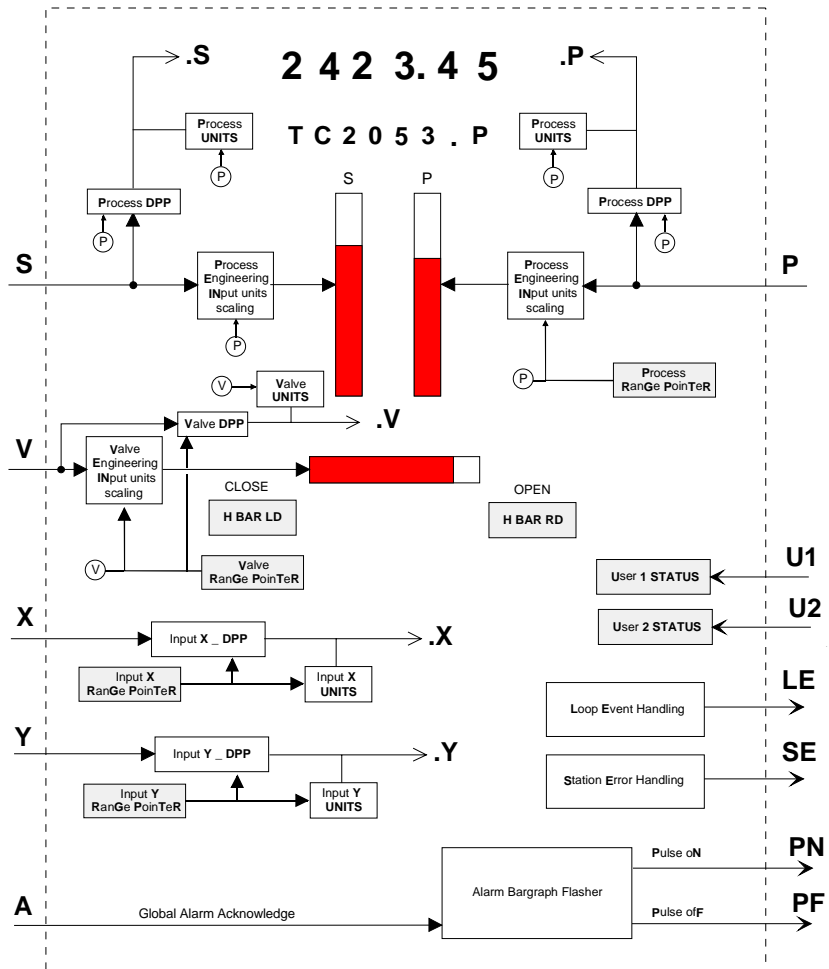 .S
2 4 2 3. 4 5
.P
Process
UNITS
T C 2 0 5 3 . P
Process
UNITS
P
P
S
P
Process DPP
Process DPP
P
P
S
P
Process
Engineering
INput units
scaling
Process
Engineering
INput units
scaling
P
V
Valve
UNITS
P
Process
RanGe PoinTeR
Valve DPP
.V
V
Valve
Engineering
INput units
scaling
CLOSE
OPEN
H BAR LD
H BAR RD
V
Valve
RanGe PoinTeR
U1
User 1 STATUS
U2
User 2 STATUS
X
Input X _ DPP
.X
Input X
RanGe PoinTeR
Input X
UNITS
LE
Loop Event Handling
Y
Input Y _ DPP
.Y
SE
Station Error Handling
Input Y
RanGe PoinTeR
Input Y
UNITS
PN
Pulse oN
Alarm Bargraph Flasher
A
Global Alarm Acknowledge
Pulse ofF
PF